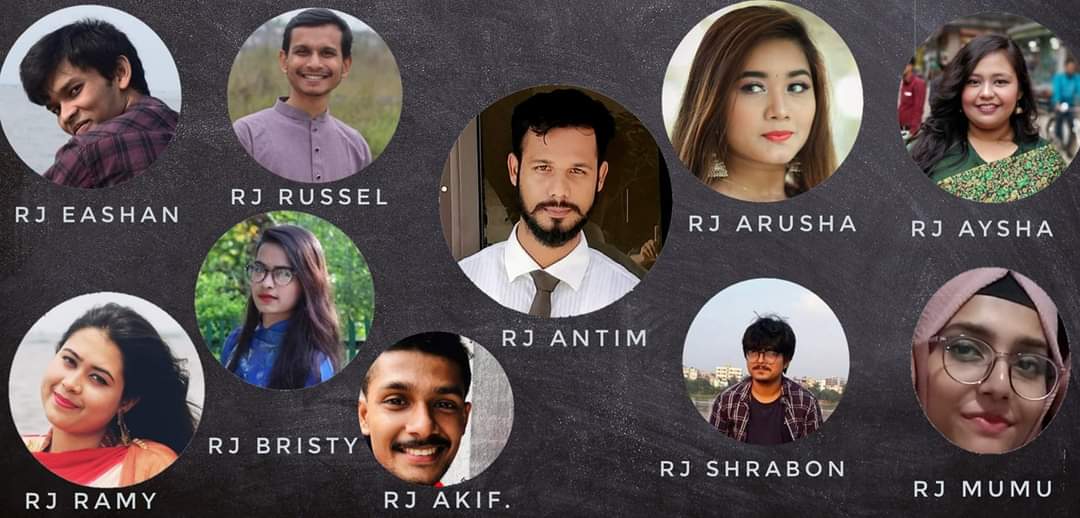 RJ EASHAN
RJ RUSSEL
RJ ARUSHA
RJ AYSHA
RJ ANTIM
RJ BRISTY
RJ SHRABON
RJ RAMY
RJ AKIF.
RJ MUMU